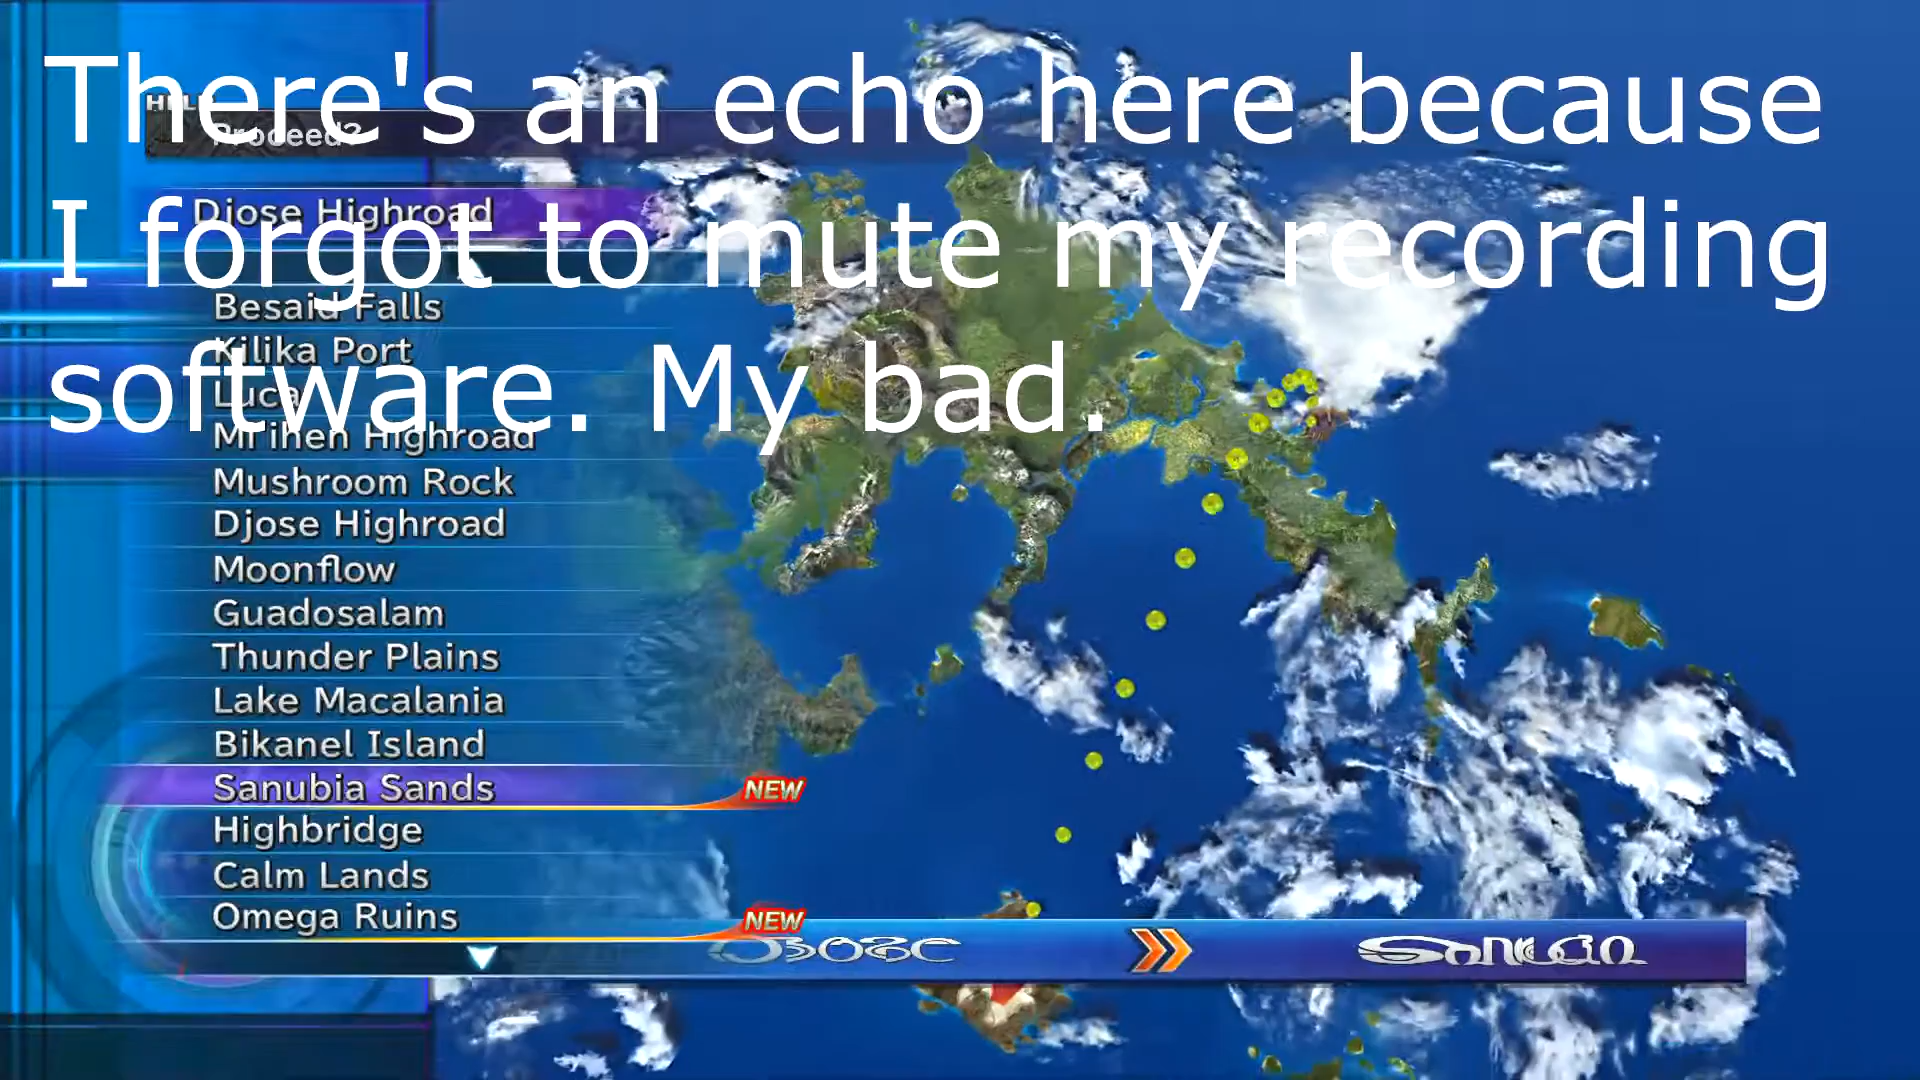 There's an echo here because
I forgot to mute my recording
software. My bad.
HELP
Proceed?
Djose Highroad
Besaid Falls
Kilika Port
Luca
Mi'ihen Highroad
Mushroom Rock
Djose Highroad
Moonflow
Guadosalam
Thunder Plains
Lake Macalania
Bikanel Island
Sanubia Sands NEW
Highbridge
Calm Lands
Omega Ruins NEW